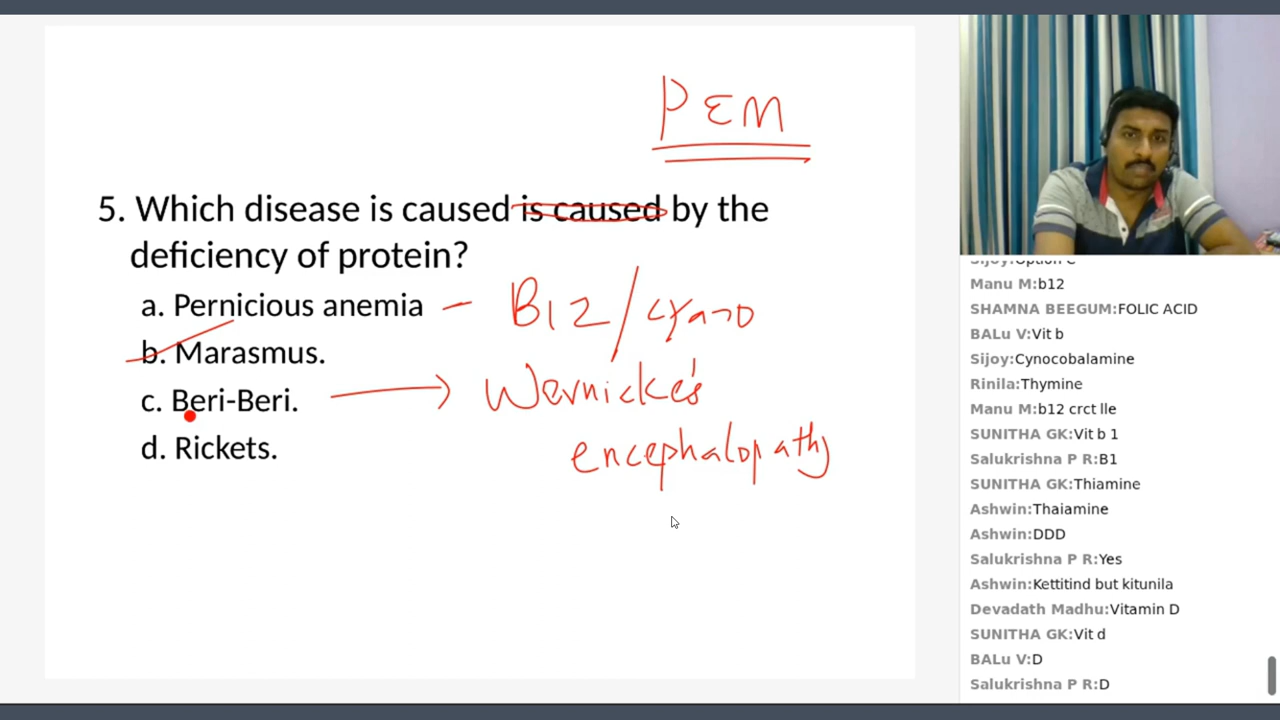 PEM
5. Which disease is caused is caused by the
deficiency of protein?
a. Pernicious anemia – B12/cyano
b. Marasmus.
c. Beri-Beri. → Wernicke's
encephalopathy
d. Rickets.
Manu M:b12
SHAMNA BEEGUM:FOLIC ACID
BALu V:Vit b
Sijoy:Cynocobalamine
Rinila:Thymine
Manu M:b12 crct lle
SUNITHA GK:Vit b 1
Salukrishna P R:B1
SUNITHA GK:Thiamine
Ashwin:Thaiamine
Ashwin:DDD
Salukrishna P R:Yes
Ashwin:Kettitind but kitunila
Devadath Madhu:Vitamin D
SUNITHA GK:Vit d
BALu V:D
Salukrishna P R:D